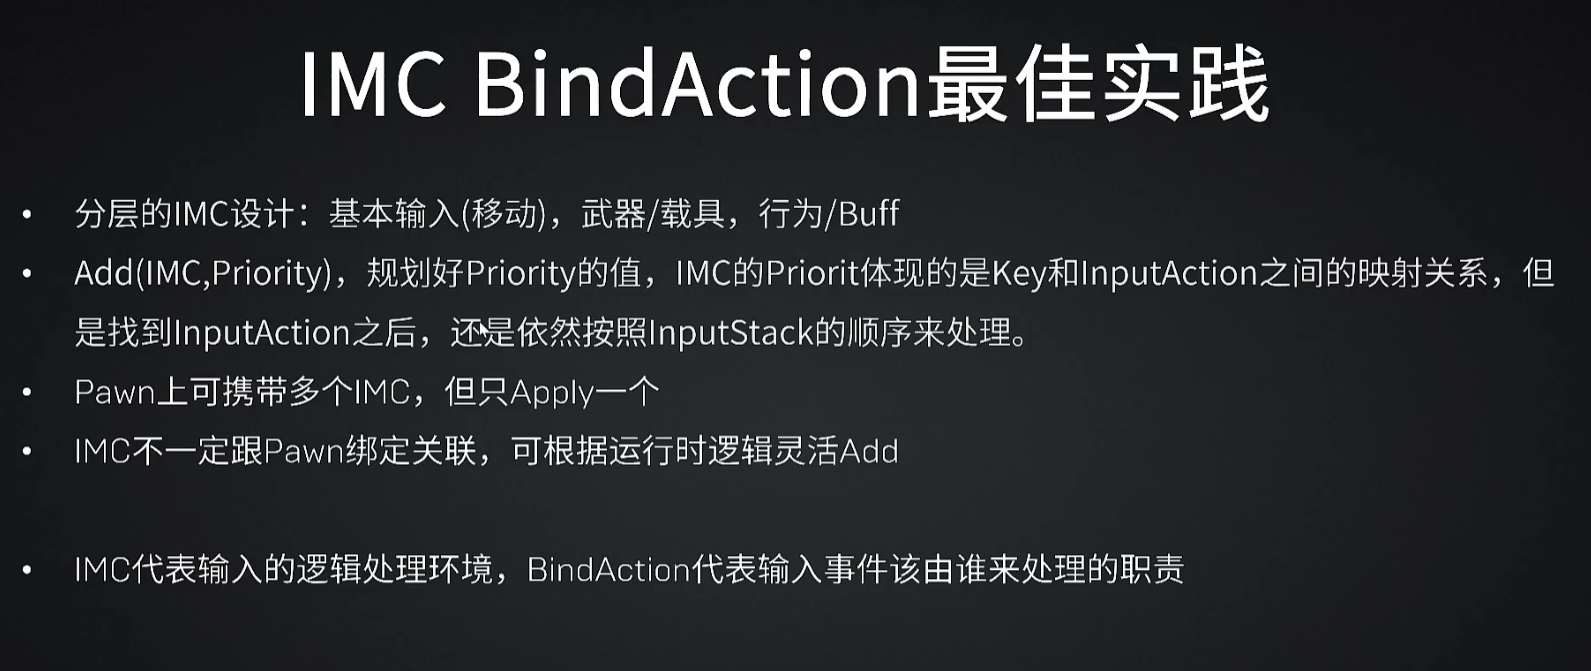 IMC BindAction最佳实践
• 分层的IMC设计：基本输入(移动)，武器/载具，行为/Buff
• Add(IMC,Priority)，规划好Priority的值，IMC的Priorit体现的是Key和InputAction之间的映射关系，但
是找到InputAction之后，还是依然按照InputStack的顺序来处理。
• Pawn上可携带多个IMC，但只Apply一个
• IMC不一定跟Pawn绑定关联，可根据运行时逻辑灵活Add
• IMC代表输入的逻辑处理环境，BindAction代表输入事件该由谁来处理的职责